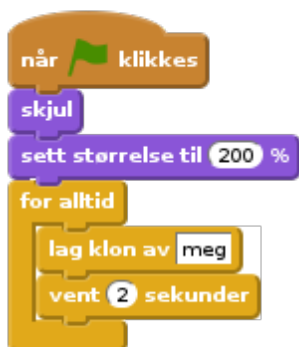 når klikkes
skjul
sett størrelse til 200 %
for alltid
lag klon av meg
vent 2 sekunder